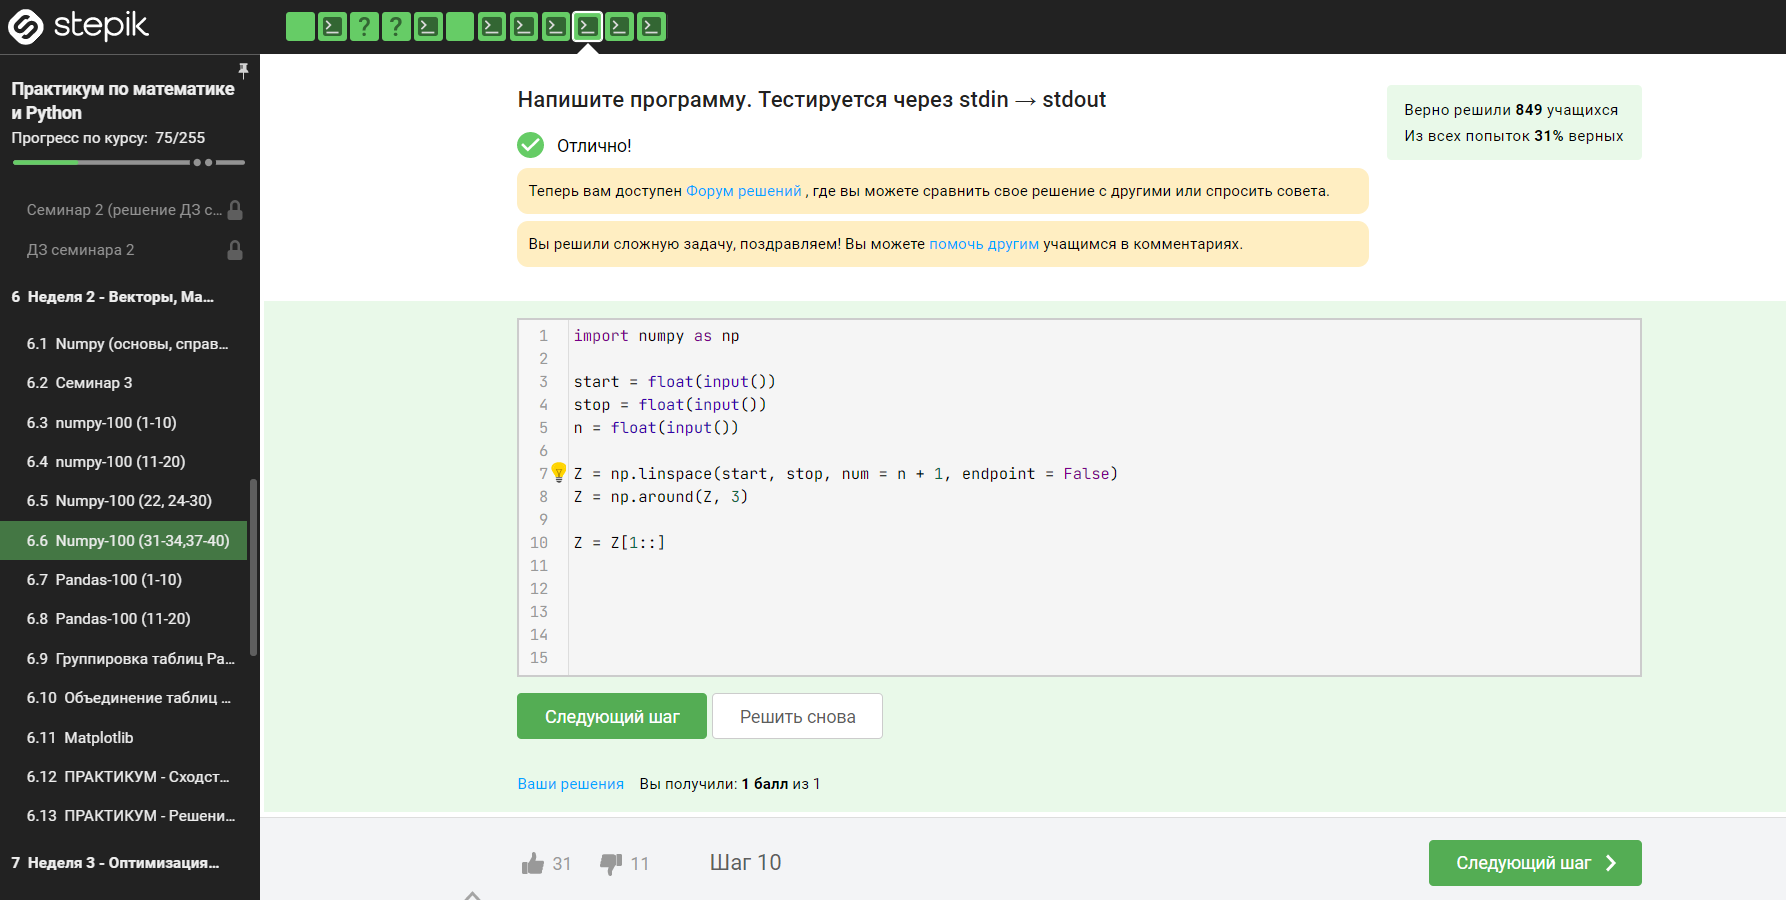 stepik
? ?
Практикум по математике
и Python
Прогресс по курсу: 75/255
Семинар 2 (решение ДЗ с...
ДЗ семинара 2
6 Неделя 2 - Векторы, Ма...
6.1 Numpy (основы, справ...
6.2 Семинар 3
6.3 numpy-100 (1-10)
6.4 numpy-100 (11-20)
6.5 Numpy-100 (22, 24-30)
6.6 Numpy-100 (31-34,37-40)
6.7 Pandas-100 (1-10)
6.8 Pandas-100 (11-20)
6.9 Группировка таблиц Pa...
6.10 Объединение таблиц ...
6.11 Matplotlib
6.12 ПРАКТИКУМ - Сходст...
6.13 ПРАКТИКУМ - Решени...
7 Неделя 3 - Оптимизация...
Напишите программу. Тестируется через stdin → stdout
Отлично!
Теперь вам доступен Форум решений , где вы можете сравнить свое решение с другими или спросить совета.
Вы решили сложную задачу, поздравляем! Вы можете помочь другим учащимся в комментариях.
Верно решили 849 учащихся
Из всех попыток 31% верных
1 import numpy as np
2
3 start = float(input())
4 stop = float(input())
5 n = float(input())
6
7 Z = np.linspace(start, stop, num = n + 1, endpoint = False)
8 Z = np.around(Z, 3)
9
10 Z = Z[1::]
11
12
13
14
15
Следующий шаг Решить снова
Ваши решения Вы получили: 1 балл из 1
31 11 Шаг 10 Следующий шаг